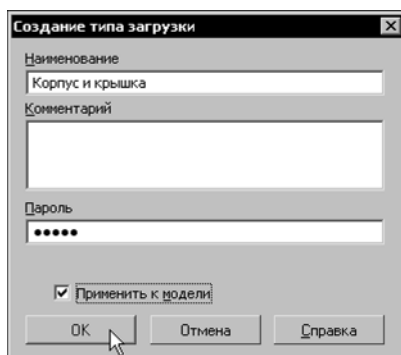 Создание типа загрузки
Наименование
Корпус и крышка
Комментарий
Пароль
●●●●●
Применить к модели
OK Отмена Справка